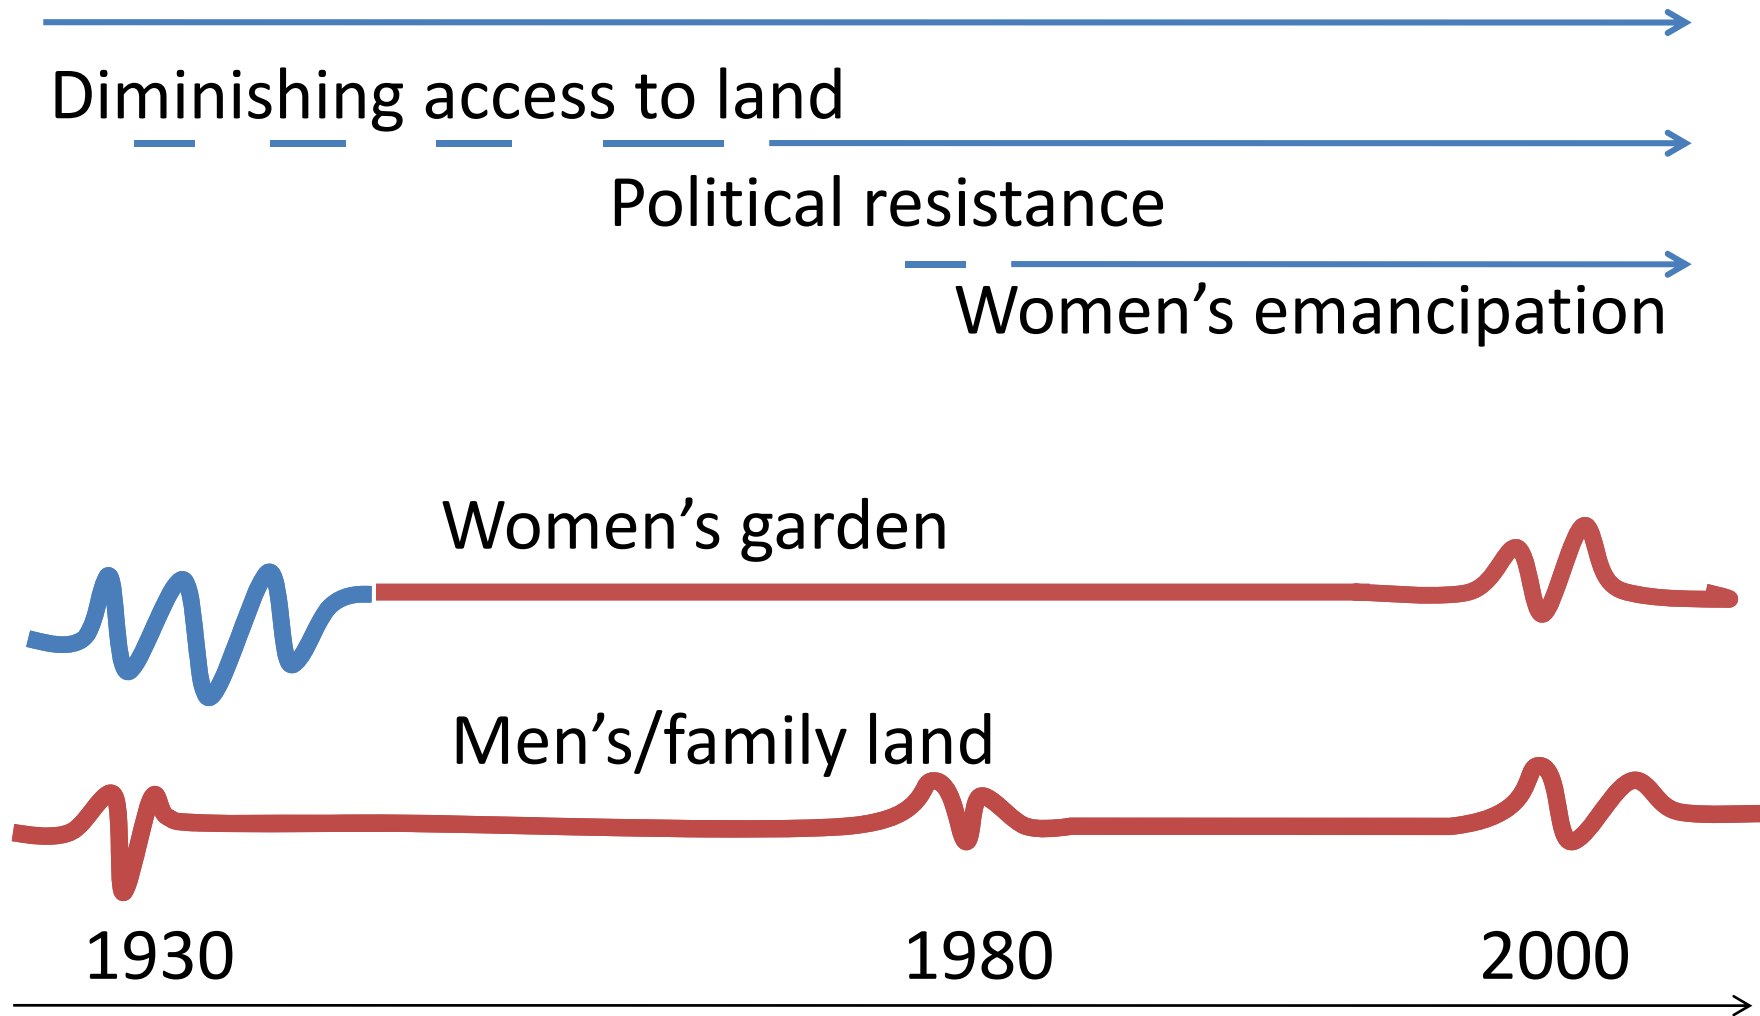 Diminishing access to land
Political resistance
Women’s emancipation
Women’s garden
Men’s/family land
1930 1980 2000